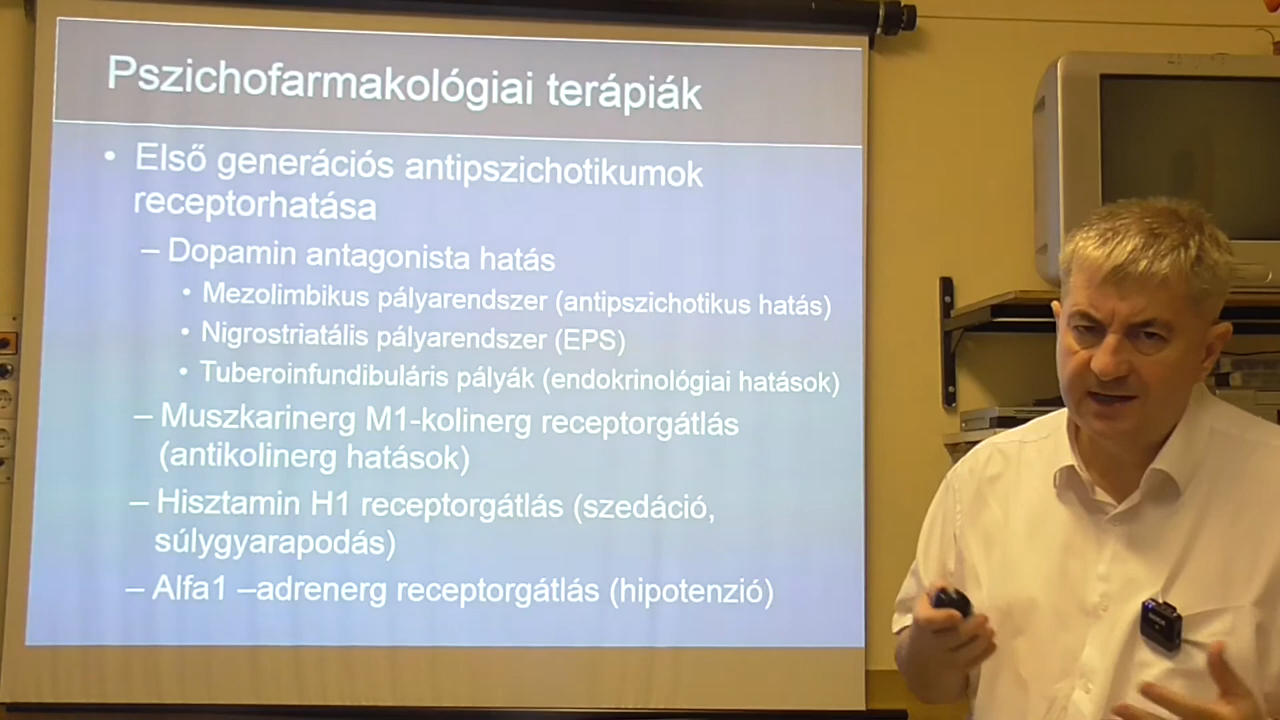 Pszichofarmakológiai terápiák
• Első generációs antipszichotikumok
receptorhatása
– Dopamin antagonista hatás
• Mezolimbikus pályarendszer (antipszichotikus hatás)
• Nigrostriatális pályarendszer (EPS)
• Tuberoinfundibuláris pályák (endokrinológiai hatások)
– Muszkarinerg M1-kolinerg receptorgátlás
(antikolinerg hatások)
– Hisztamin H1 receptorgátlás (szedáció,
súlygyarapodás)
– Alfa1 –adrenerg receptorgátlás (hipotenzió)